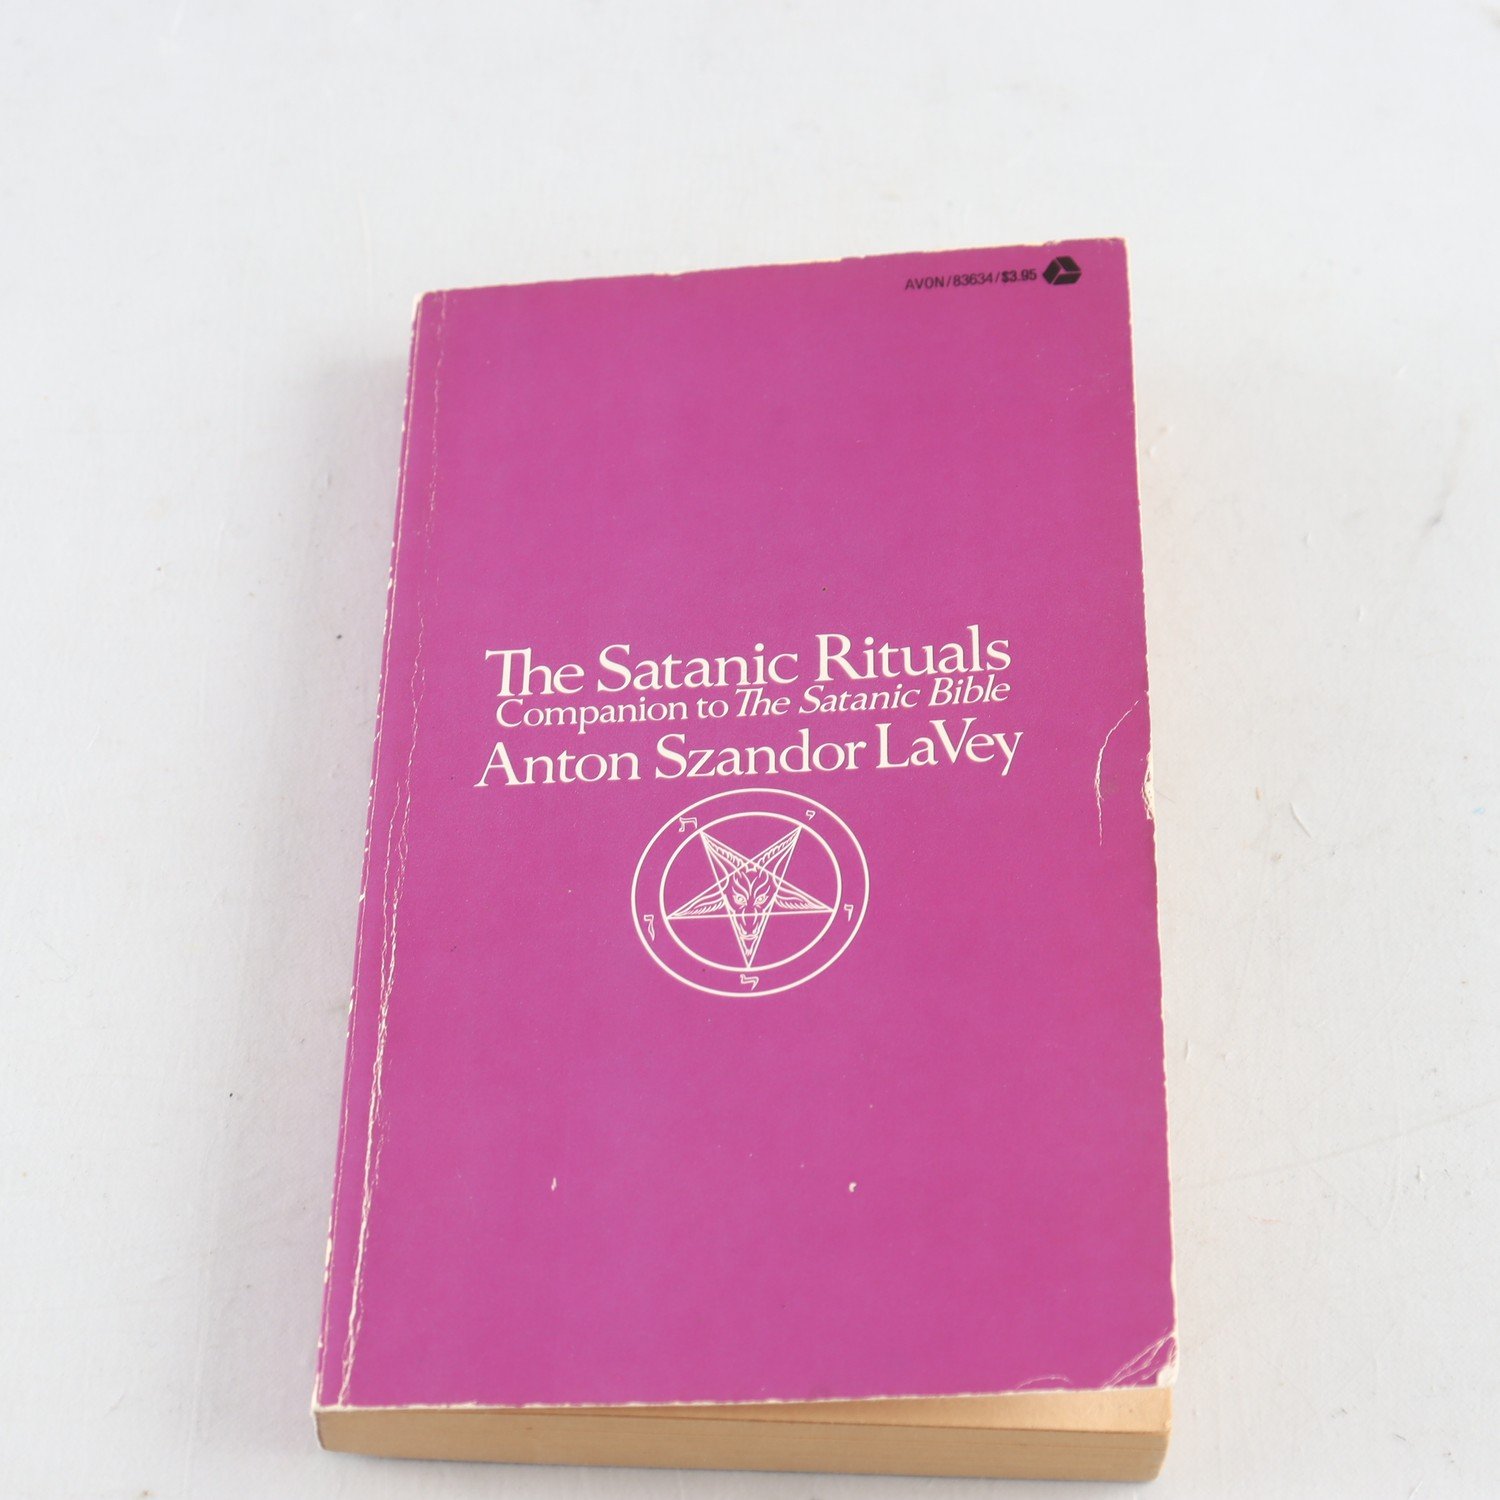 AVON/83634/$3.95
The Satanic Rituals
Companion to The Satanic Bible
Anton Szandor LaVey
ת י
ו ו
ל